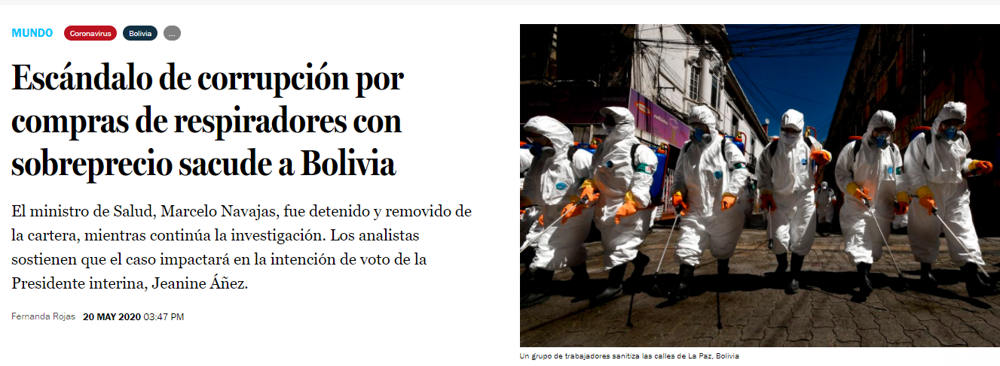 MUNDO Coronavirus Bolivia ...
Escándalo de corrupción por
compras de respiradores con
sobreprecio sacude a Bolivia
El ministro de Salud, Marcelo Navajas, fue detenido y removido de
la cartera, mientras continúa la investigación. Los analistas
sostienen que el caso impactará en la intención de voto de la
Presidente interina, Jeanine Áñez.
Fernanda Rojas 20 MAY 2020 03:47 PM
Un grupo de trabajadores sanitiza las calles de La Paz, Bolivia